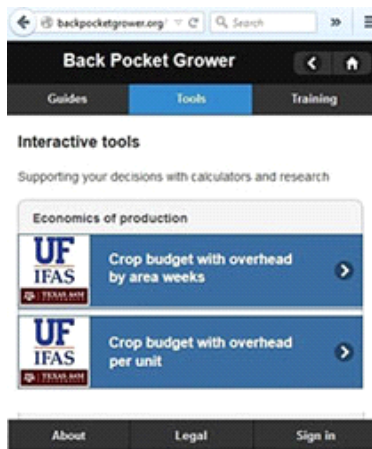 backpocketgrower.org
Search
Back Pocket Grower
Guides Tools Training
Interactive tools
Supporting your decisions with calculators and research
Economics of production
UF
IFAS
Crop budget with overhead
by area weeks
UF
IFAS
Crop budget with overhead
per unit
About Legal Sign in